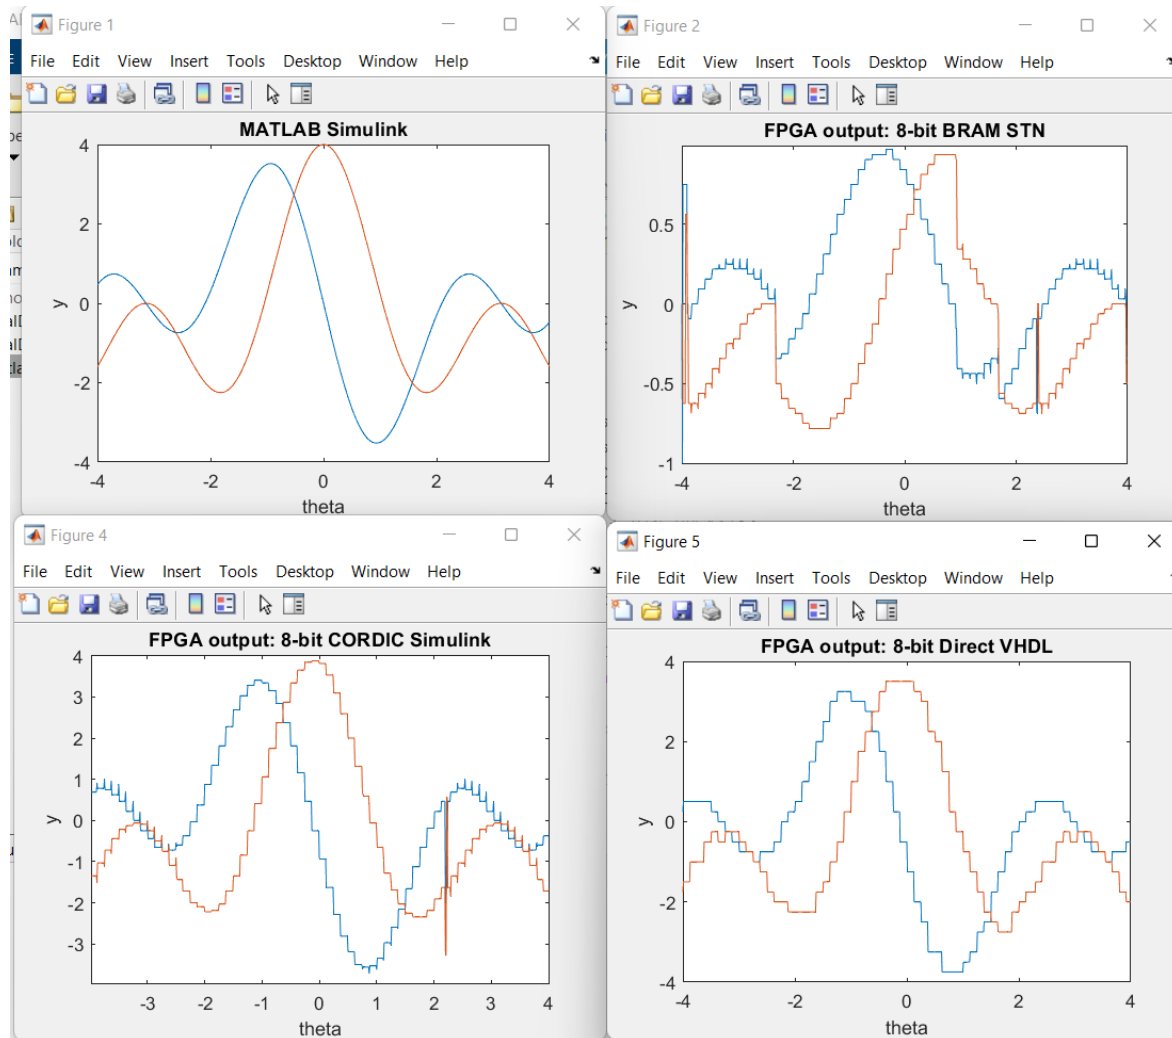 Figure 1
File Edit View Insert Tools Desktop Window Help
MATLAB Simulink
4
2
0
-2
-4
y
-4 -2 0 2 4
theta
Figure 2
File Edit View Insert Tools Desktop Window Help
FPGA output: 8-bit BRAM STN
0.5
0
-0.5
-1
y
-4 -2 0 2 4
theta
Figure 4
File Edit View Insert Tools Desktop Window Help
FPGA output: 8-bit CORDIC Simulink
4
3
2
1
0
-1
-2
-3
y
-3 -2 -1 0 1 2 3 4
theta
Figure 5
File Edit View Insert Tools Desktop Window Help
FPGA output: 8-bit Direct VHDL
4
2
0
-2
-4
y
-4 -2 0 2 4
theta